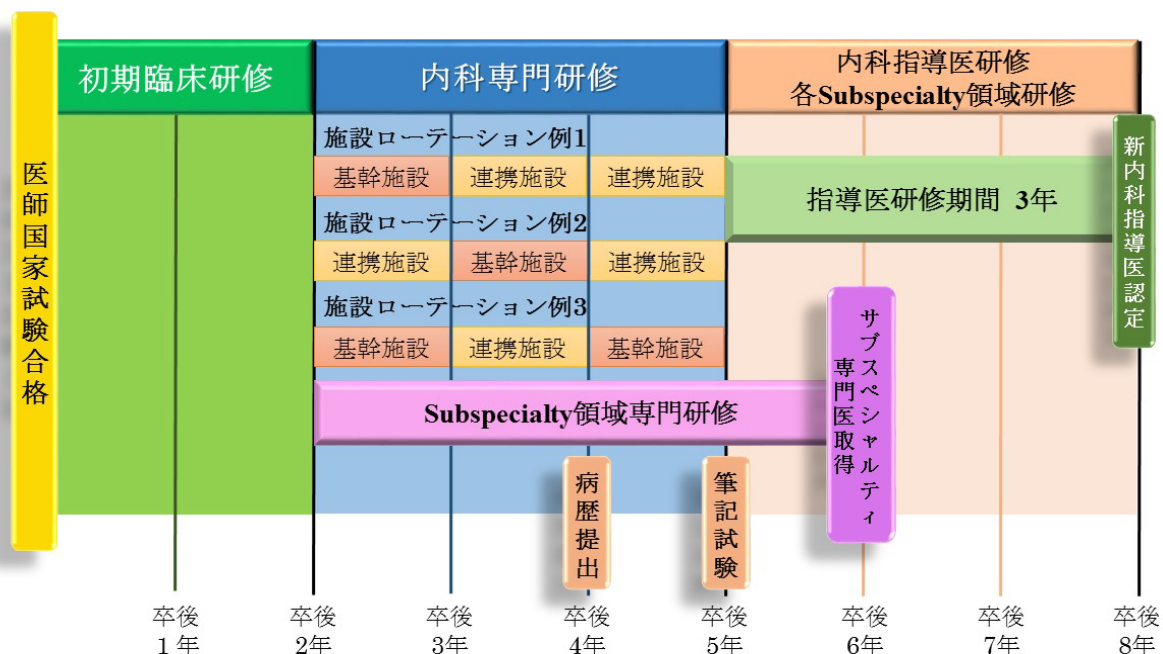 医師国家試験合格
初期臨床研修
内科専門研修
内科指導医研修
各Subspecialty領域研修
施設ローテーション例1
基幹施設
連携施設
連携施設
施設ローテーション例2
連携施設
基幹施設
連携施設
施設ローテーション例3
基幹施設
連携施設
基幹施設
指導医研修期間 3年
新内科指導医認定
Subspecialty領域専門研修
サブスペシャルティ
専門医取得
病歴提出
筆記試験
卒後
1年
卒後
2年
卒後
3年
卒後
4年
卒後
5年
卒後
6年
卒後
7年
卒後
8年